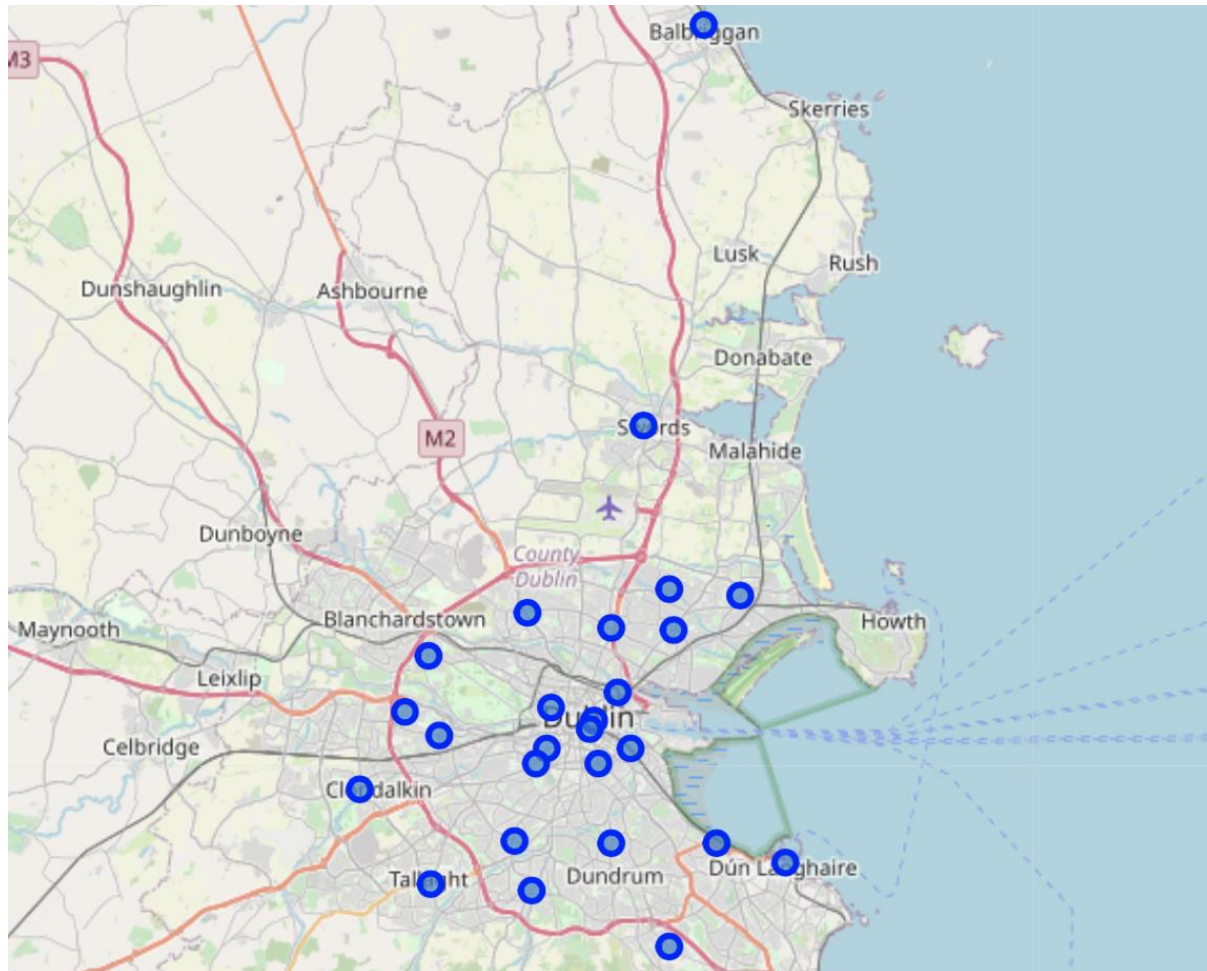 Balbriggan
M3
Skerries
Lusk
Rush
Dunshaughlin
Ashbourne
Donabate
Swords
M2
Malahide
Dunboyne
County
Dublin
Blanchardstown
Howth
Maynooth
Leixlip
Dublin
Celbridge
Clondalkin
Dún Laoghaire
Dundrum
Tallaght